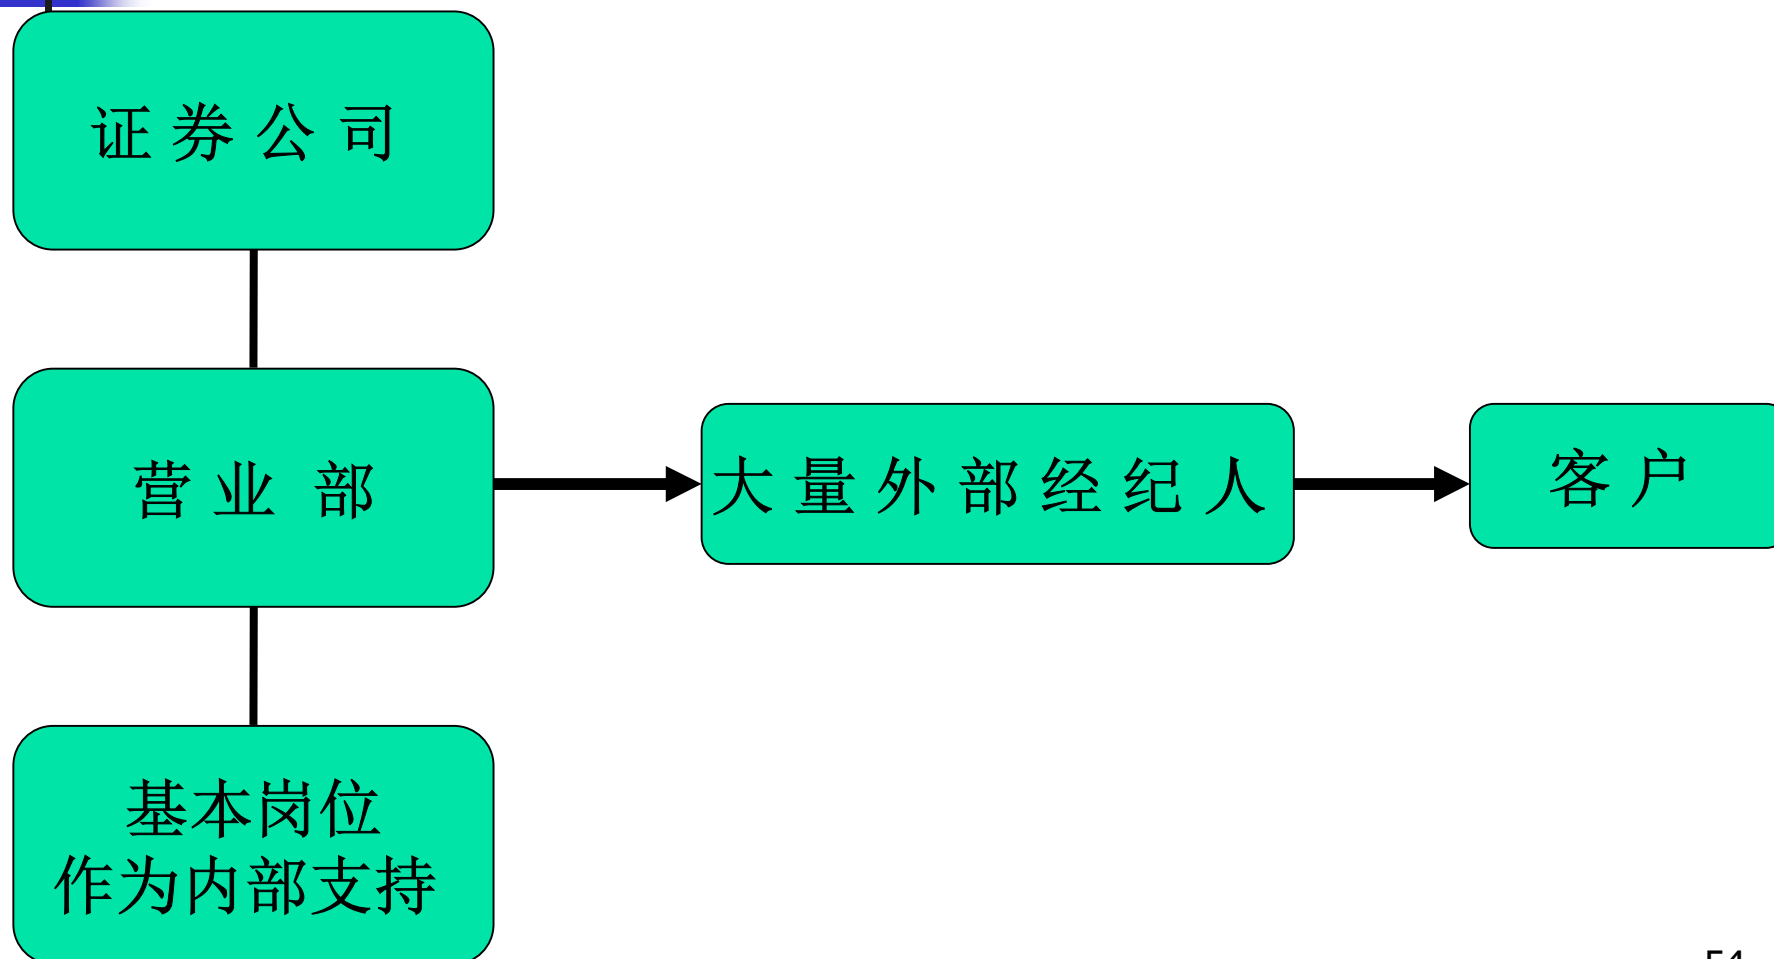 证券公司
营业 部
大量外部经纪人
客户
基本岗位
作为内部支持
54